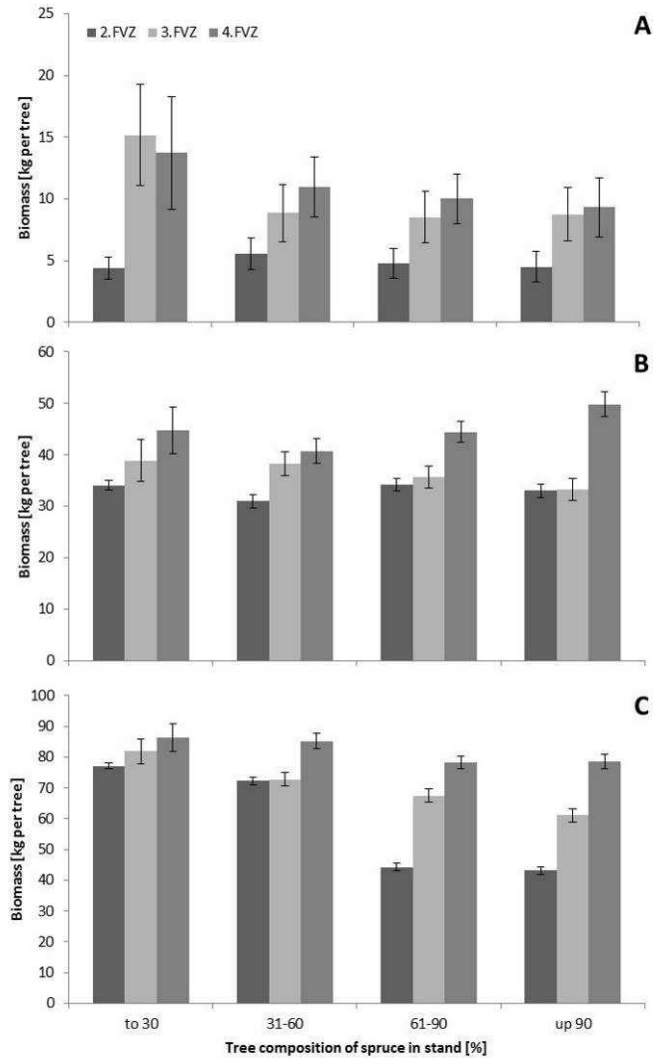 A
2.FVZ 3.FVZ 4.FVZ
Biomass [kg per tree]
25
20
15
10
5
0
B
Biomass [kg per tree]
60
50
40
30
20
10
0
C
Biomass [kg per tree]
100
90
80
70
60
50
40
30
20
10
0
to 30 31-60 61-90 up 90
Tree composition of spruce in stand [%]